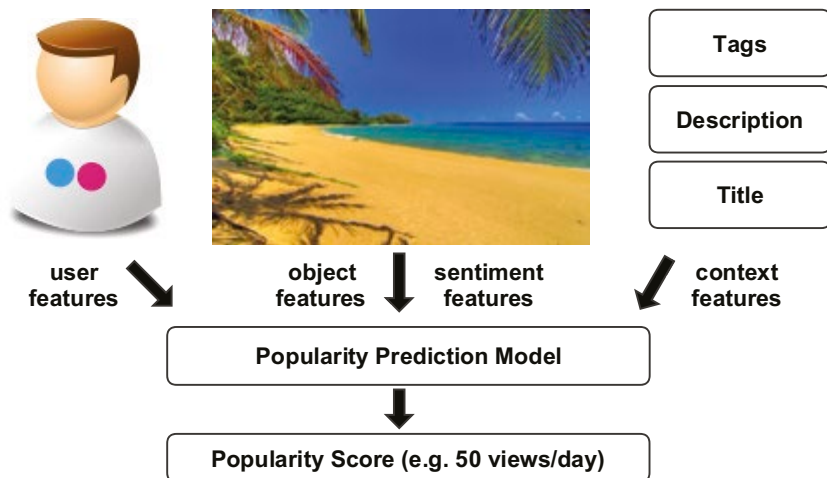 Tags
Description
Title
user
features
object
features
sentiment
features
context
features
Popularity Prediction Model
Popularity Score (e.g. 50 views/day)